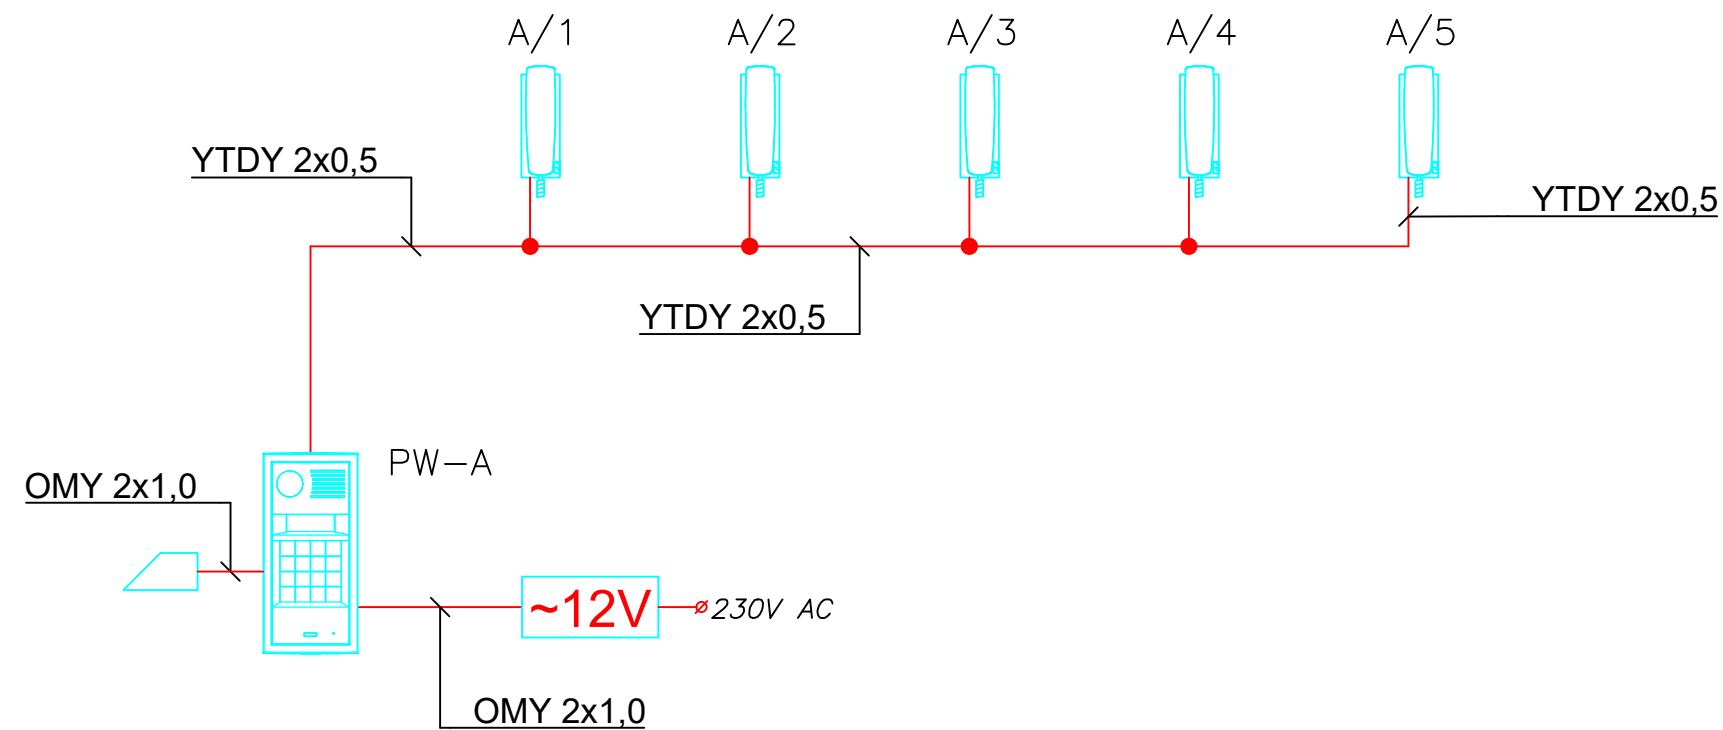 A/1
A/2
A/3
A/4
A/5
YTDY 2x0,5
YTDY 2x0,5
YTDY 2x0,5
PW-A
OMY 2x1,0
~12V
230V AC
OMY 2x1,0